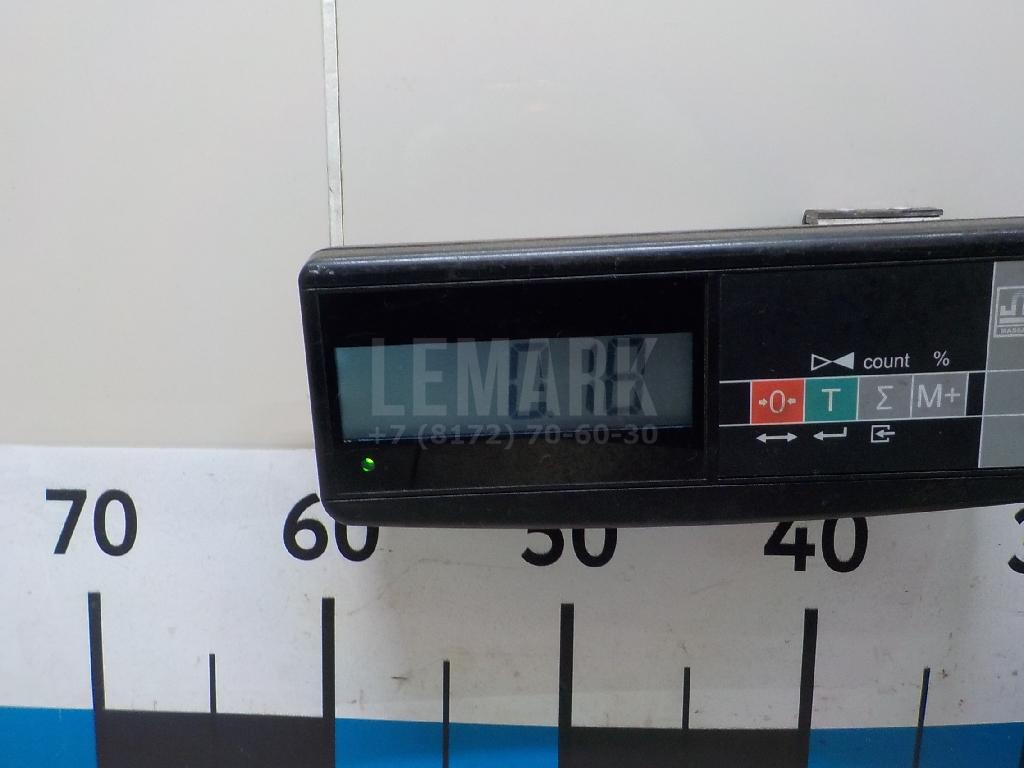 LEMARK
+7 (8172) 70-60-30
count %
→0← T Σ M+
70 60 50 40